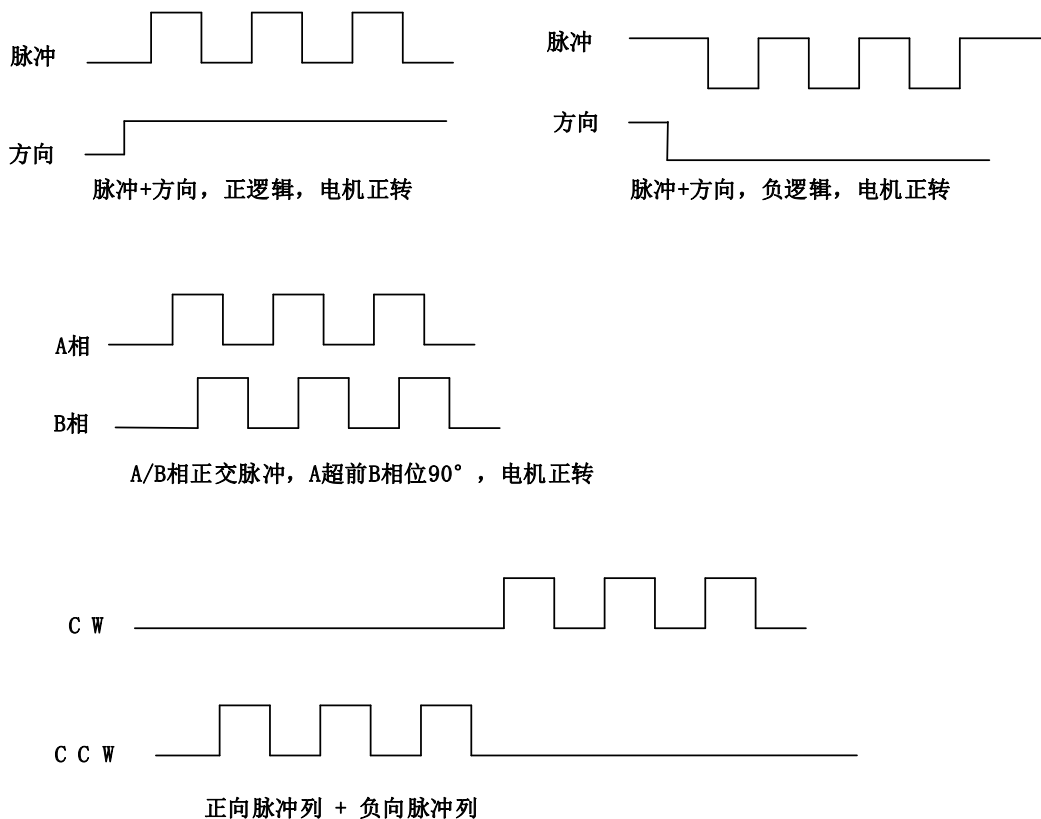 脉冲
方向
脉冲+方向，正逻辑，电机正转
脉冲
方向
脉冲+方向，负逻辑，电机正转
A相
B相
A/B相正交脉冲，A超前B相位90°，电机正转
C W
C C W
正向脉冲列 + 负向脉冲列